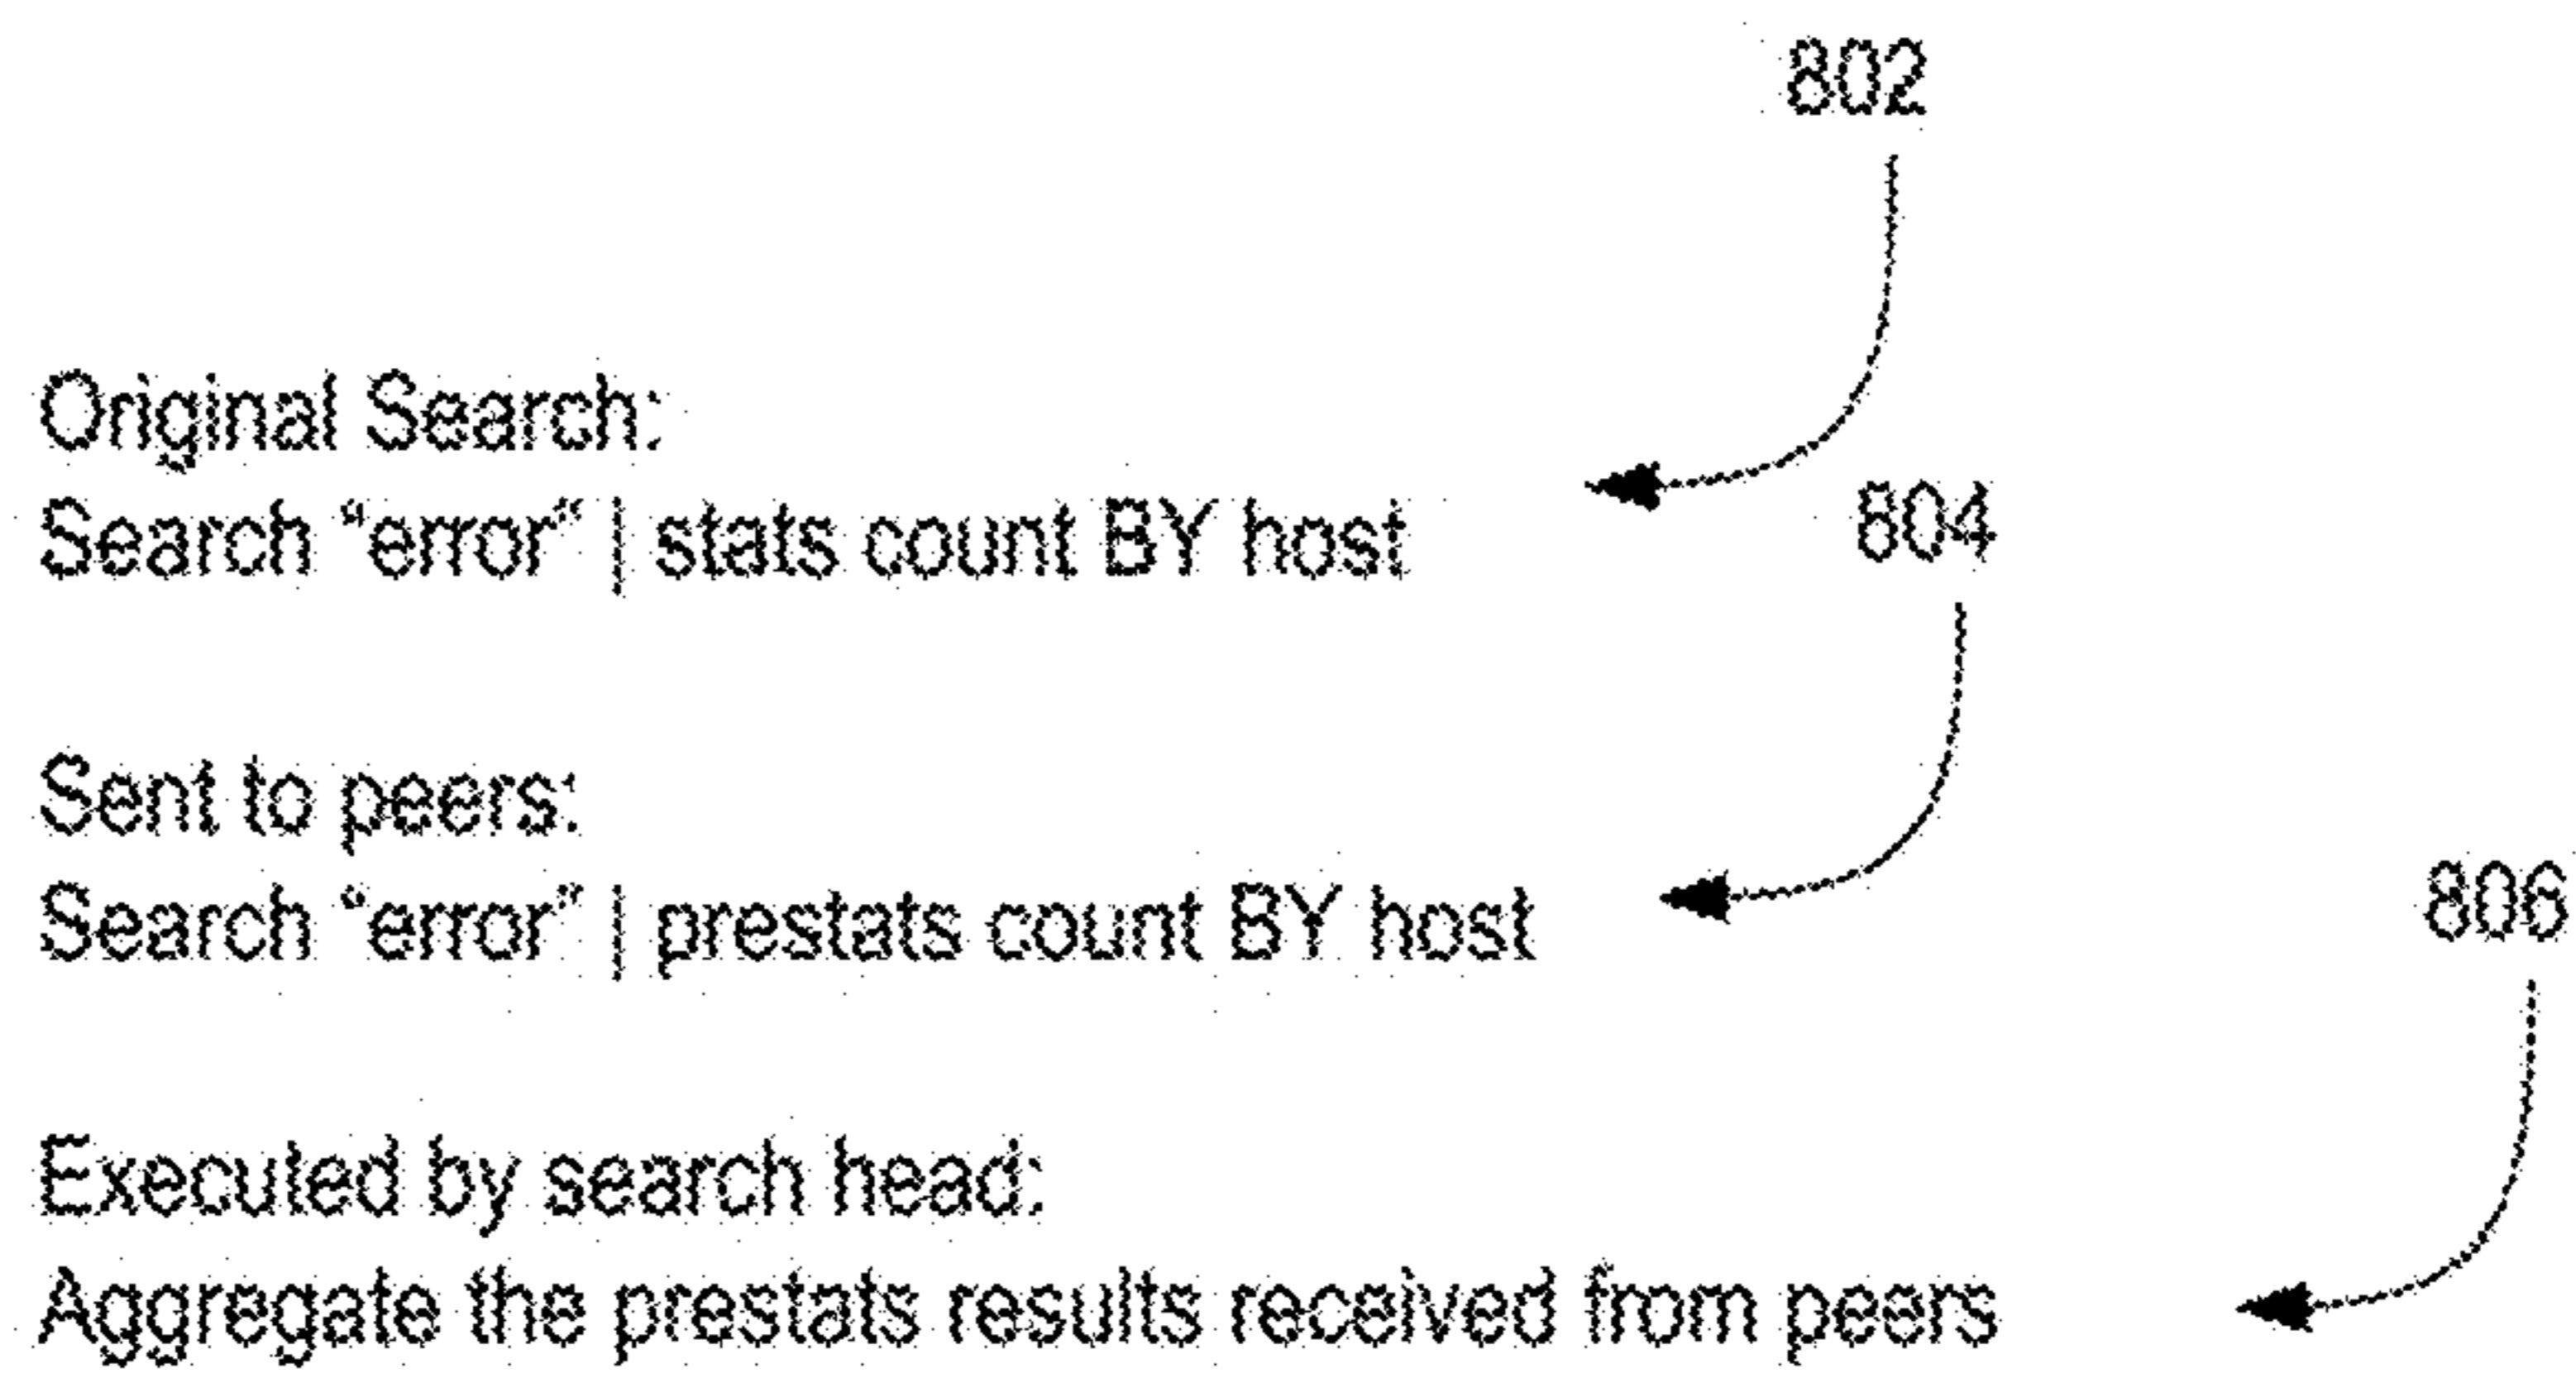 802
Original Search:
Search “error” | stats count BY host
804
Sent to peers:
Search “error” | prestats count BY host
806
Executed by search head:
Aggregate the prestats results received from peers